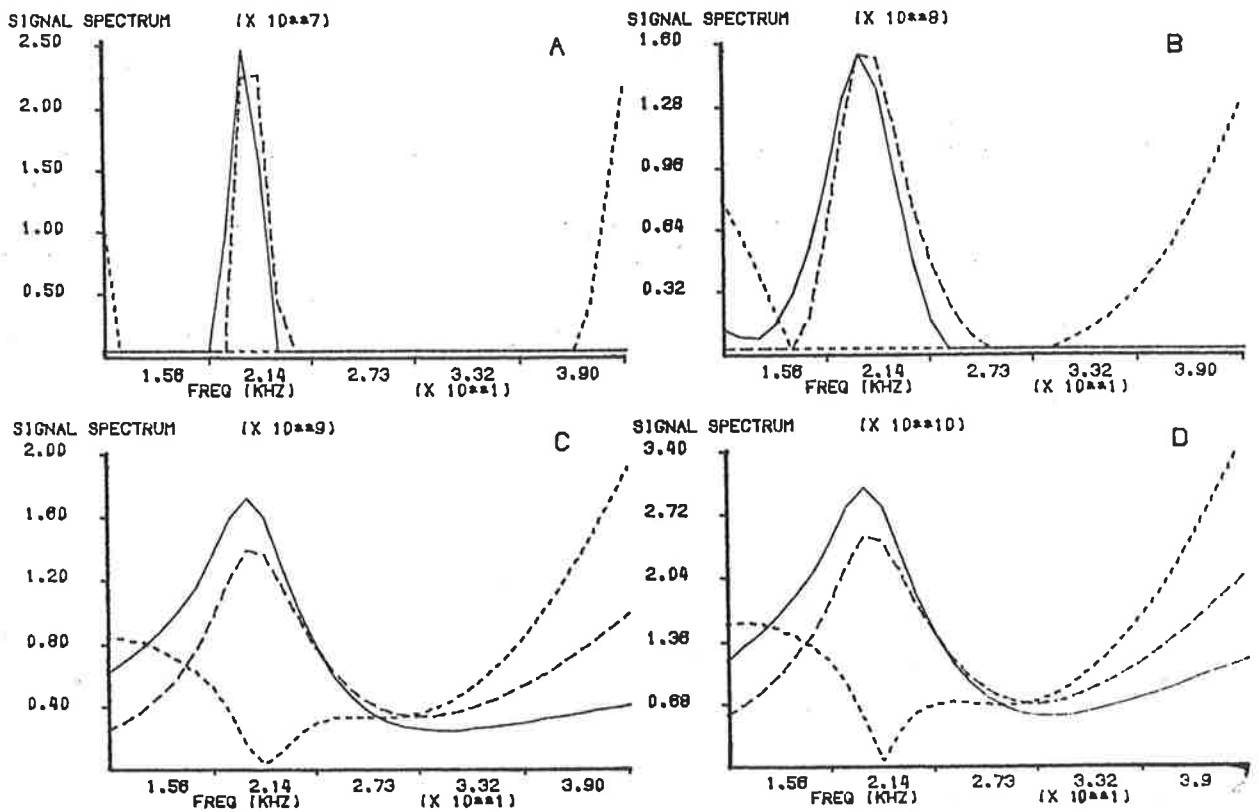 SIGNAL SPECTRUM (X 10**7)
A
2.50
2.00
1.50
1.00
0.50
1.56 2.14 2.73 3.32 3.90
FREQ (KHZ) (X 10**1)
SIGNAL SPECTRUM (X 10**8)
B
1.60
1.28
0.96
0.64
0.32
1.56 2.14 2.73 3.32 3.90
FREQ (KHZ) (X 10**1)
SIGNAL SPECTRUM (X 10**9)
C
2.00
1.60
1.20
0.80
0.40
1.56 2.14 2.73 3.32 3.90
FREQ (KHZ) (X 10**1)
SIGNAL SPECTRUM (X 10**10)
D
3.40
2.72
2.04
1.36
0.68
1.56 2.14 2.73 3.32 3.9
FREQ (KHZ) (X 10**1)